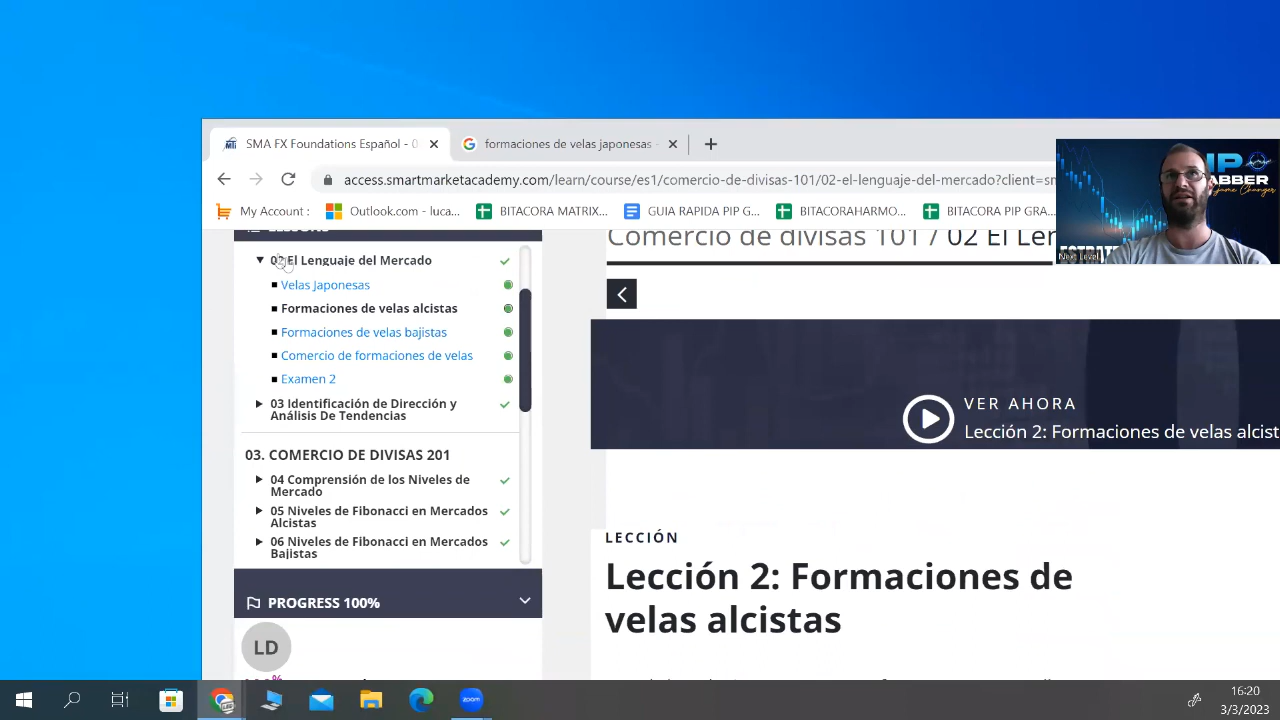 SMA FX Foundations Español - 0
formaciones de velas japonesas -
access.smartmarketacademy.com/learn/course/es1/comercio-de-divisas-101/02-el-lenguaje-del-mercado?client=sm
My Account :
Outlook.com - luca...
BITACORA MATRIX...
GUIA RAPIDA PIP G...
BITACORAHARMO...
BITACORA PIP GRA...
El Lenguaje del Mercado
Velas Japonesas
Formaciones de velas alcistas
Formaciones de velas bajistas
Comercio de formaciones de velas
Examen 2
03 Identificación de Dirección y
Análisis De Tendencias
03. COMERCIO DE DIVISAS 201
04 Comprensión de los Niveles de
Mercado
05 Niveles de Fibonacci en Mercados
Alcistas
06 Niveles de Fibonacci en Mercados
Bajistas
PROGRESS 100%
LD
Comercio de divisas 101 / 02 El Len
VER AHORA
Lección 2: Formaciones de velas alcist
LECCIÓN
Lección 2: Formaciones de
velas alcistas
Next Level
zoom
16:20
3/3/2023